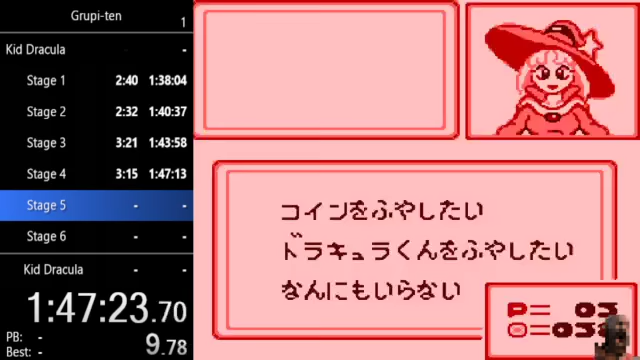 Grupi-ten
1
Kid Dracula -
Stage 1 2:40 1:38:04
Stage 2 2:32 1:40:37
Stage 3 3:21 1:43:58
Stage 4 3:15 1:47:13
Stage 5 - -
Stage 6 - -
Kid Dracula - -
1:47:23.70
PB: -
Best: -
9.78
コインをふやしたい
ドラキュラくんをふやしたい
なんにもいらない
P= 03